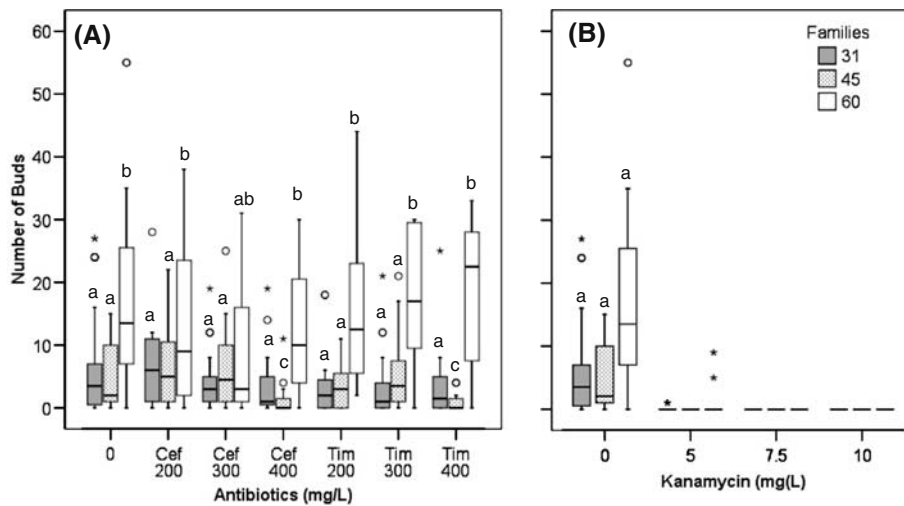 (A)
(B)
Families
31
45
60
Number of Buds
60
50
40
30
20
10
0
a a b
a a b
a a ab
a c b
a a b
a a b
a c b
a a a
0 Cef 200 Cef 300 Cef 400 Tim 200 Tim 300 Tim 400
Antibiotics (mg/L)
0 5 7.5 10
Kanamycin (mg(L)